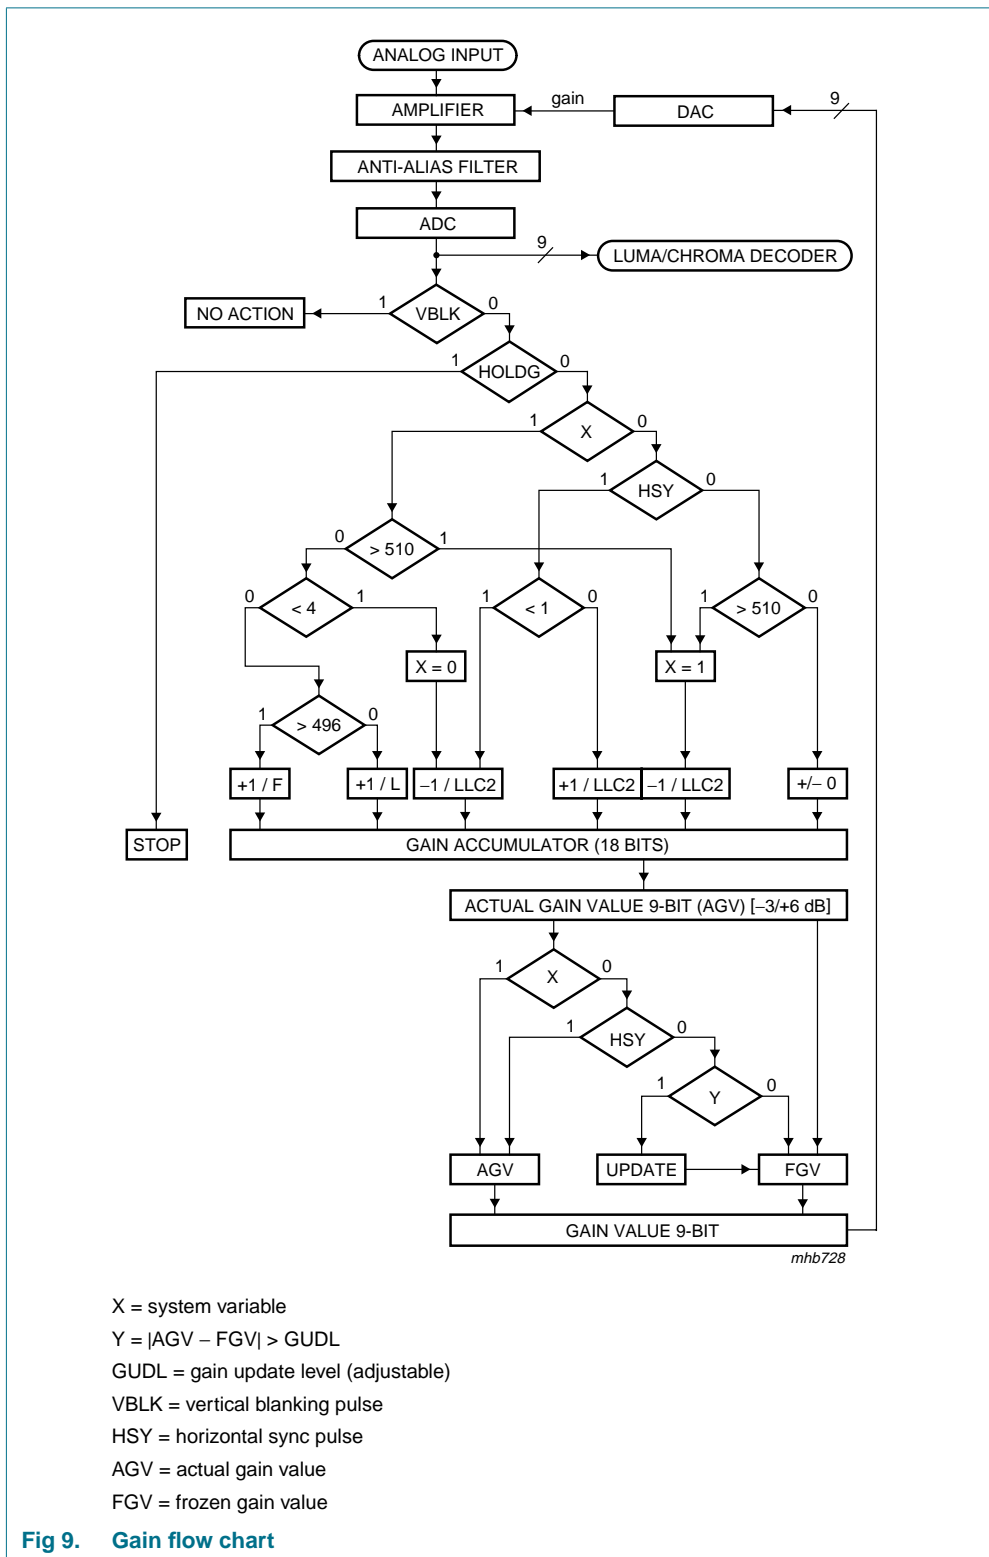 ANALOG INPUT
AMPLIFIER
gain
DAC
9
ANTI-ALIAS FILTER
ADC
9
LUMA/CHROMA DECODER
NO ACTION
1
VBLK
0
1
HOLDG
0
1
X
0
1
HSY
0
0
> 510
1
0
< 4
1
1
< 1
0
1
> 510
0
X = 0
X = 1
1
> 496
0
+1 / F
+1 / L
−1 / LLC2
+1 / LLC2
−1 / LLC2
+/− 0
STOP
GAIN ACCUMULATOR (18 BITS)
ACTUAL GAIN VALUE 9-BIT (AGV) [−3/+6 dB]
1
X
0
1
HSY
0
1
Y
0
AGV
UPDATE
FGV
GAIN VALUE 9-BIT
mhb728
X = system variable
Y = |AGV − FGV| > GUDL
GUDL = gain update level (adjustable)
VBLK = vertical blanking pulse
HSY = horizontal sync pulse
AGV = actual gain value
FGV = frozen gain value
Fig 9. Gain flow chart